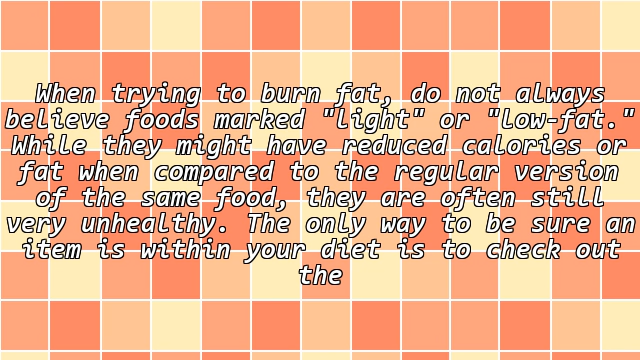 When trying to burn fat, do not always
believe foods marked "light" or "low-fat."
While they might have reduced calories or
fat when compared to the regular version
of the same food, they are often still
very unhealthy. The only way to be sure an
item is within your diet is to check out
the